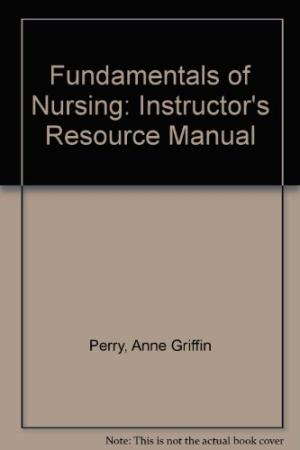 Fundamentals of
Nursing: Instructor's
Resource Manual
Perry, Anne Griffin
Note: This is not the actual book cover